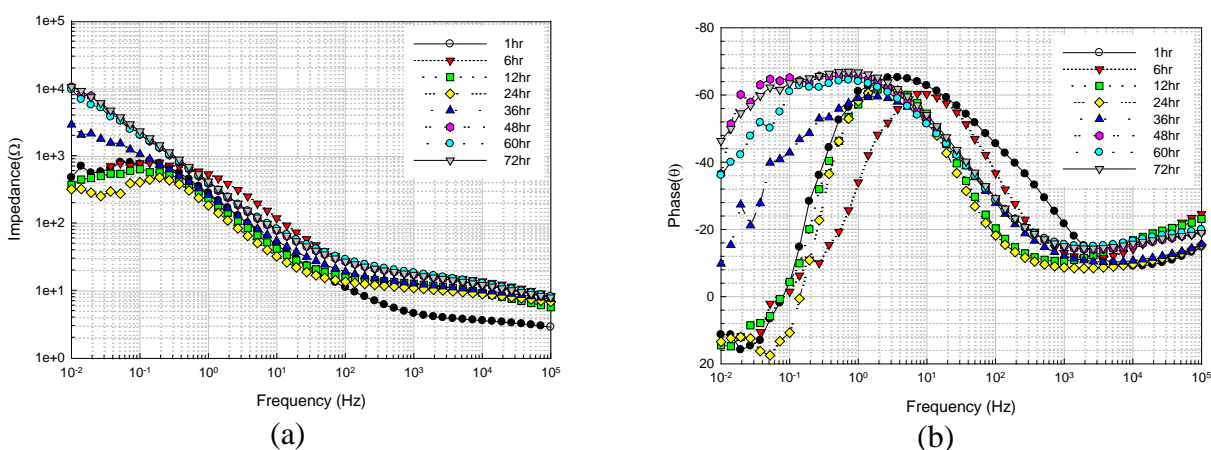 1e+5
1e+4
1e+3
1e+2
1e+1
1e+0
Impedance(Ω)
10⁻² 10⁻¹ 10⁰ 10¹ 10² 10³ 10⁴ 10⁵
Frequency (Hz)
1hr
6hr
12hr
24hr
36hr
48hr
60hr
72hr
(a)
-80
-60
-40
-20
0
20
Phase(θ)
10⁻² 10⁻¹ 10⁰ 10¹ 10² 10³ 10⁴ 10⁵
Frequency (Hz)
1hr
6hr
12hr
24hr
36hr
48hr
60hr
72hr
(b)